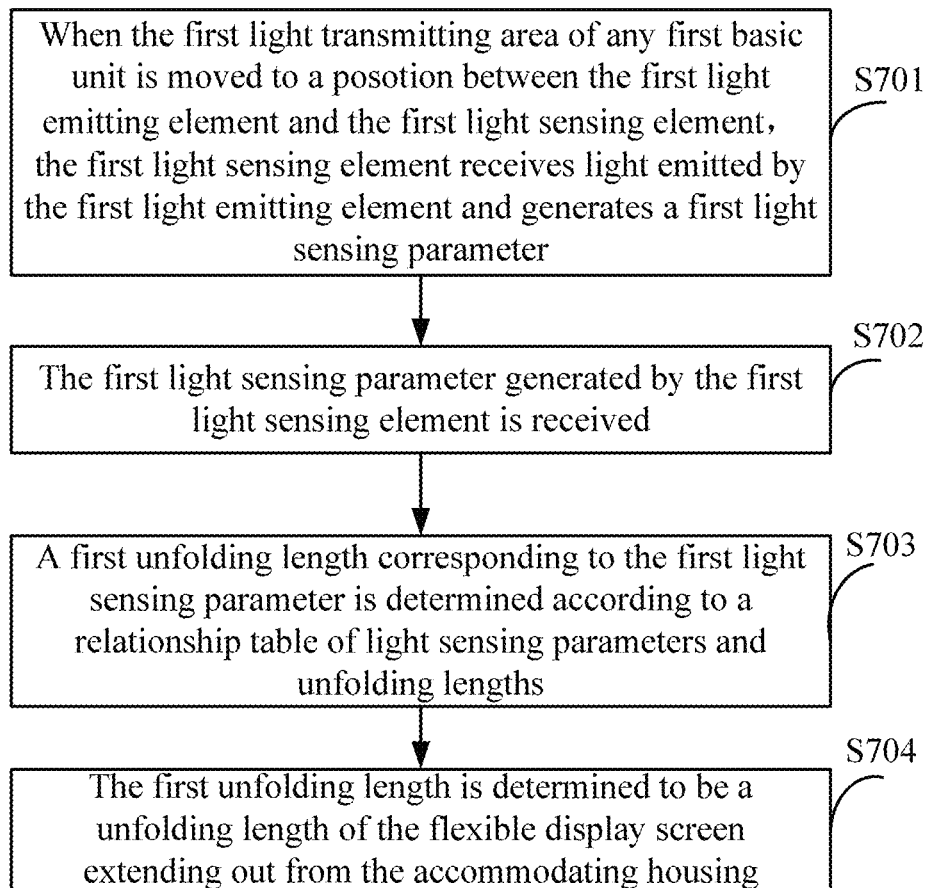 When the first light transmitting area of any first basic
unit is moved to a posotion between the first light
emitting element and the first light sensing element,
the first light sensing element receives light emitted by
the first light emitting element and generates a first light
sensing parameter
S701
The first light sensing parameter generated by the first
light sensing element is received
S702
A first unfolding length corresponding to the first light
sensing parameter is determined according to a
relationship table of light sensing parameters and
unfolding lengths
S703
The first unfolding length is determined to be a
unfolding length of the flexible display screen
extending out from the accommodating housing
S704